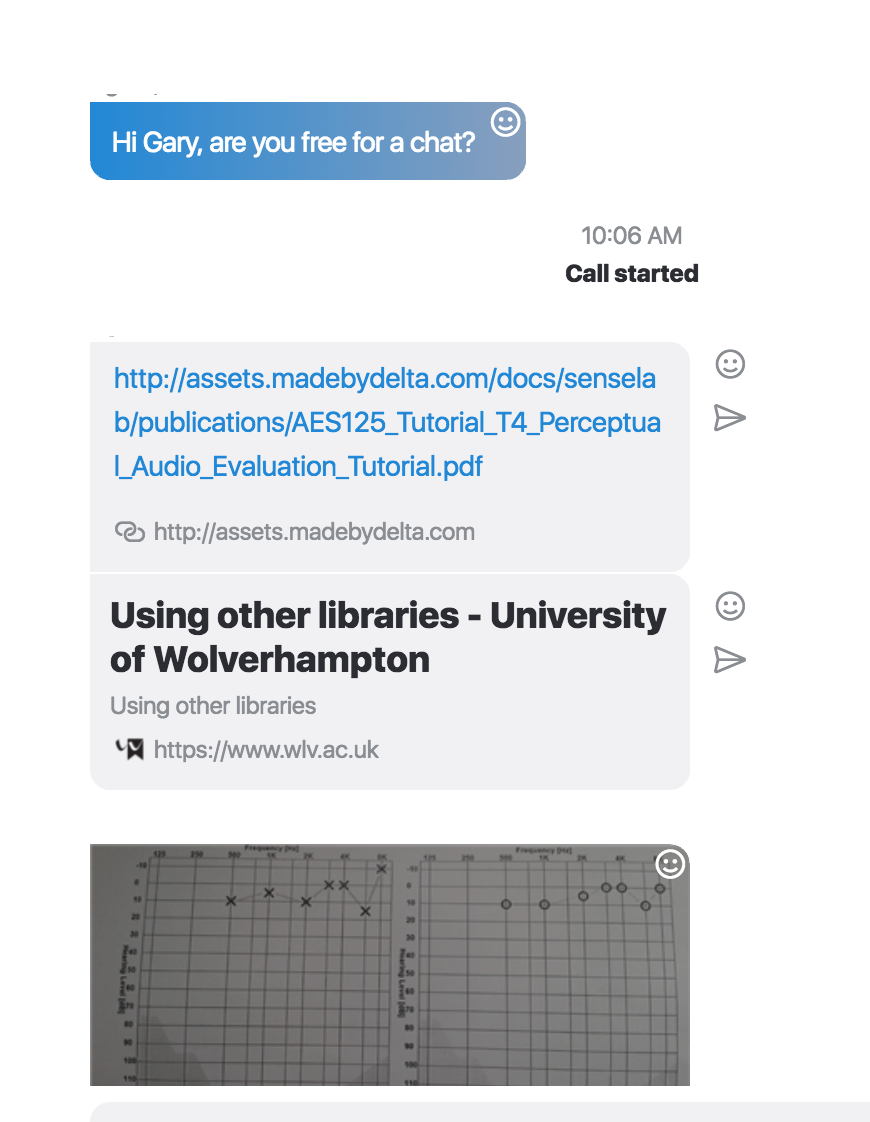 Hi Gary, are you free for a chat?
10:06 AM
Call started
http://assets.madebydelta.com/docs/sensela
b/publications/AES125_Tutorial_T4_Perceptua
l_Audio_Evaluation_Tutorial.pdf
http://assets.madebydelta.com
Using other libraries - University
of Wolverhampton
Using other libraries
https://www.wlv.ac.uk
Frequency [Hz]
125 250 500 1K 2K 4K 8K
-10
0
10
20
30
40
50
60
70
80
90
100
110
Hearing Level [dB]
Frequency [Hz]
125 250 500 1K 2K 4K
-10
0
10
20
30
40
50
60
70
80
90
100
110
Hearing Level [dB]